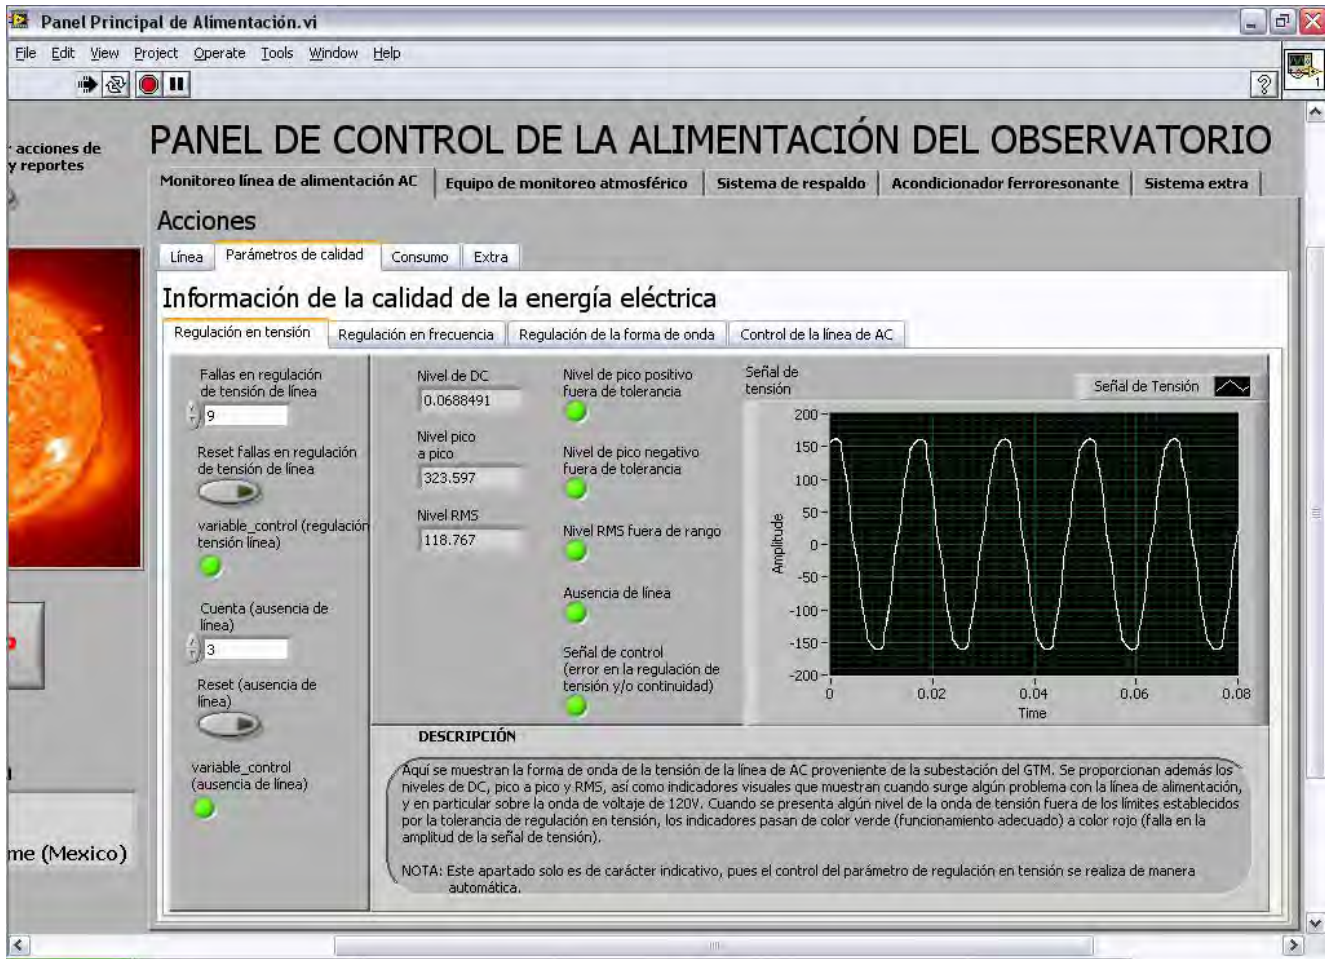 Panel Principal de Alimentación.vi
File Edit View Project Operate Tools Window Help
1
acciones de
y reportes
PANEL DE CONTROL DE LA ALIMENTACIÓN DEL OBSERVATORIO
Monitoreo línea de alimentación AC
Equipo de monitoreo atmosférico
Sistema de respaldo
Acondicionador ferroresonante
Sistema extra
Acciones
Línea
Parámetros de calidad
Consumo
Extra
Información de la calidad de la energía eléctrica
Regulación en tensión
Regulación en frecuencia
Regulación de la forma de onda
Control de la línea de AC
Fallas en regulación
de tensión de línea
9
Reset fallas en regulación
de tensión de línea
variable_control (regulación
tensión línea)
Cuenta (ausencia de
línea)
3
Reset (ausencia de
línea)
variable_control
(ausencia de línea)
Nivel de DC
0.0688491
Nivel pico
a pico
323.597
Nivel RMS
118.767
Nivel de pico positivo
fuera de tolerancia
Nivel de pico negativo
fuera de tolerancia
Nivel RMS fuera de rango
Ausencia de línea
Señal de control
(error en la regulación de
tensión y/o continuidad)
Señal de
tensión
Señal de Tensión
Amplitude
200
150
100
50
0
-50
-100
-150
-200
0 0.02 0.04 0.06 0.08
Time
DESCRIPCIÓN
Aquí se muestran la forma de onda de la tensión de la línea de AC proveniente de la subestación del GTM. Se proporcionan además los
niveles de DC, pico a pico y RMS, así como indicadores visuales que muestran cuando surge algún problema con la línea de alimentación,
y en particular sobre la onda de voltaje de 120V. Cuando se presenta algún nivel de la onda de tensión fuera de los límites establecidos
por la tolerancia de regulación en tensión, los indicadores pasan de color verde (funcionamiento adecuado) a color rojo (falla en la
amplitud de la señal de tensión).
NOTA: Este apartado solo es de carácter indicativo, pues el control del parámetro de regulación en tensión se realiza de manera
automática.
me (Mexico)